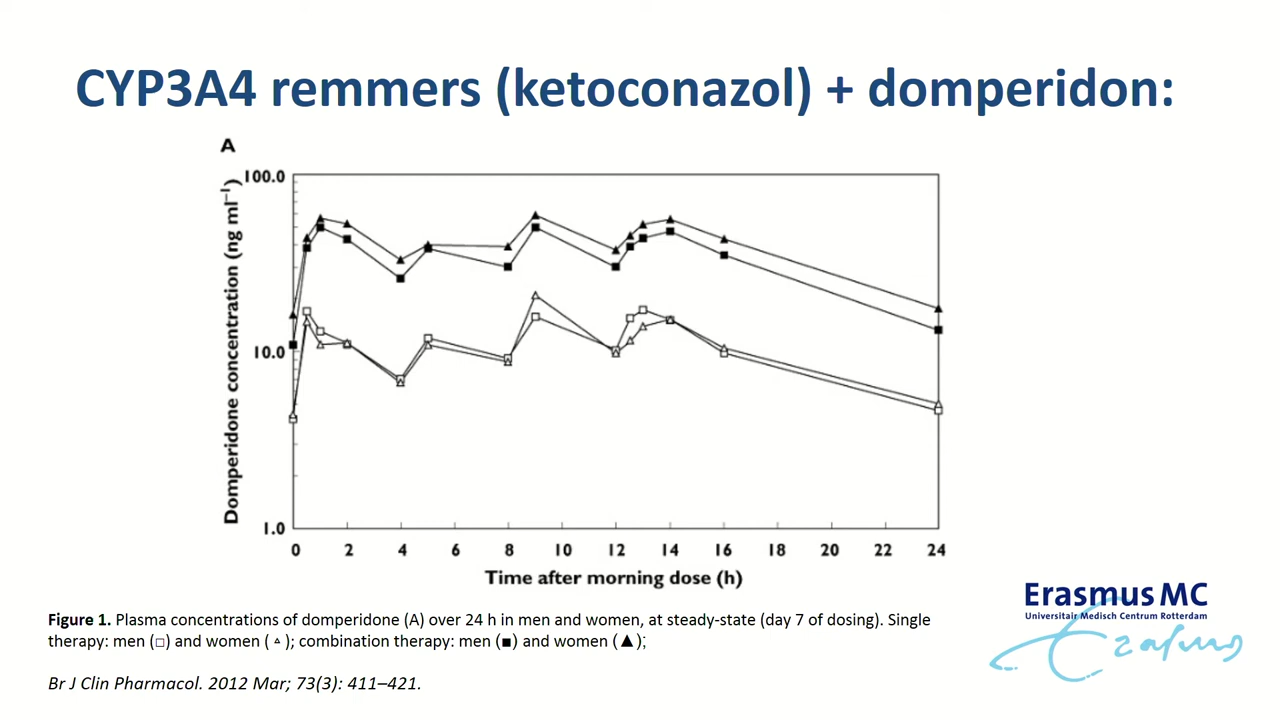 CYP3A4 remmers (ketoconazol) + domperidon:
A
Domperidone concentration (ng ml⁻¹)
100.0
10.0
1.0
0 2 4 6 8 10 12 14 16 18 20 22 24
Time after morning dose (h)
Figure 1. Plasma concentrations of domperidone (A) over 24 h in men and women, at steady-state (day 7 of dosing). Single
therapy: men (□) and women (▵); combination therapy: men (■) and women (▲);
Br J Clin Pharmacol. 2012 Mar; 73(3): 411–421.
Erasmus MC
Universitair Medisch Centrum Rotterdam
Erasmus